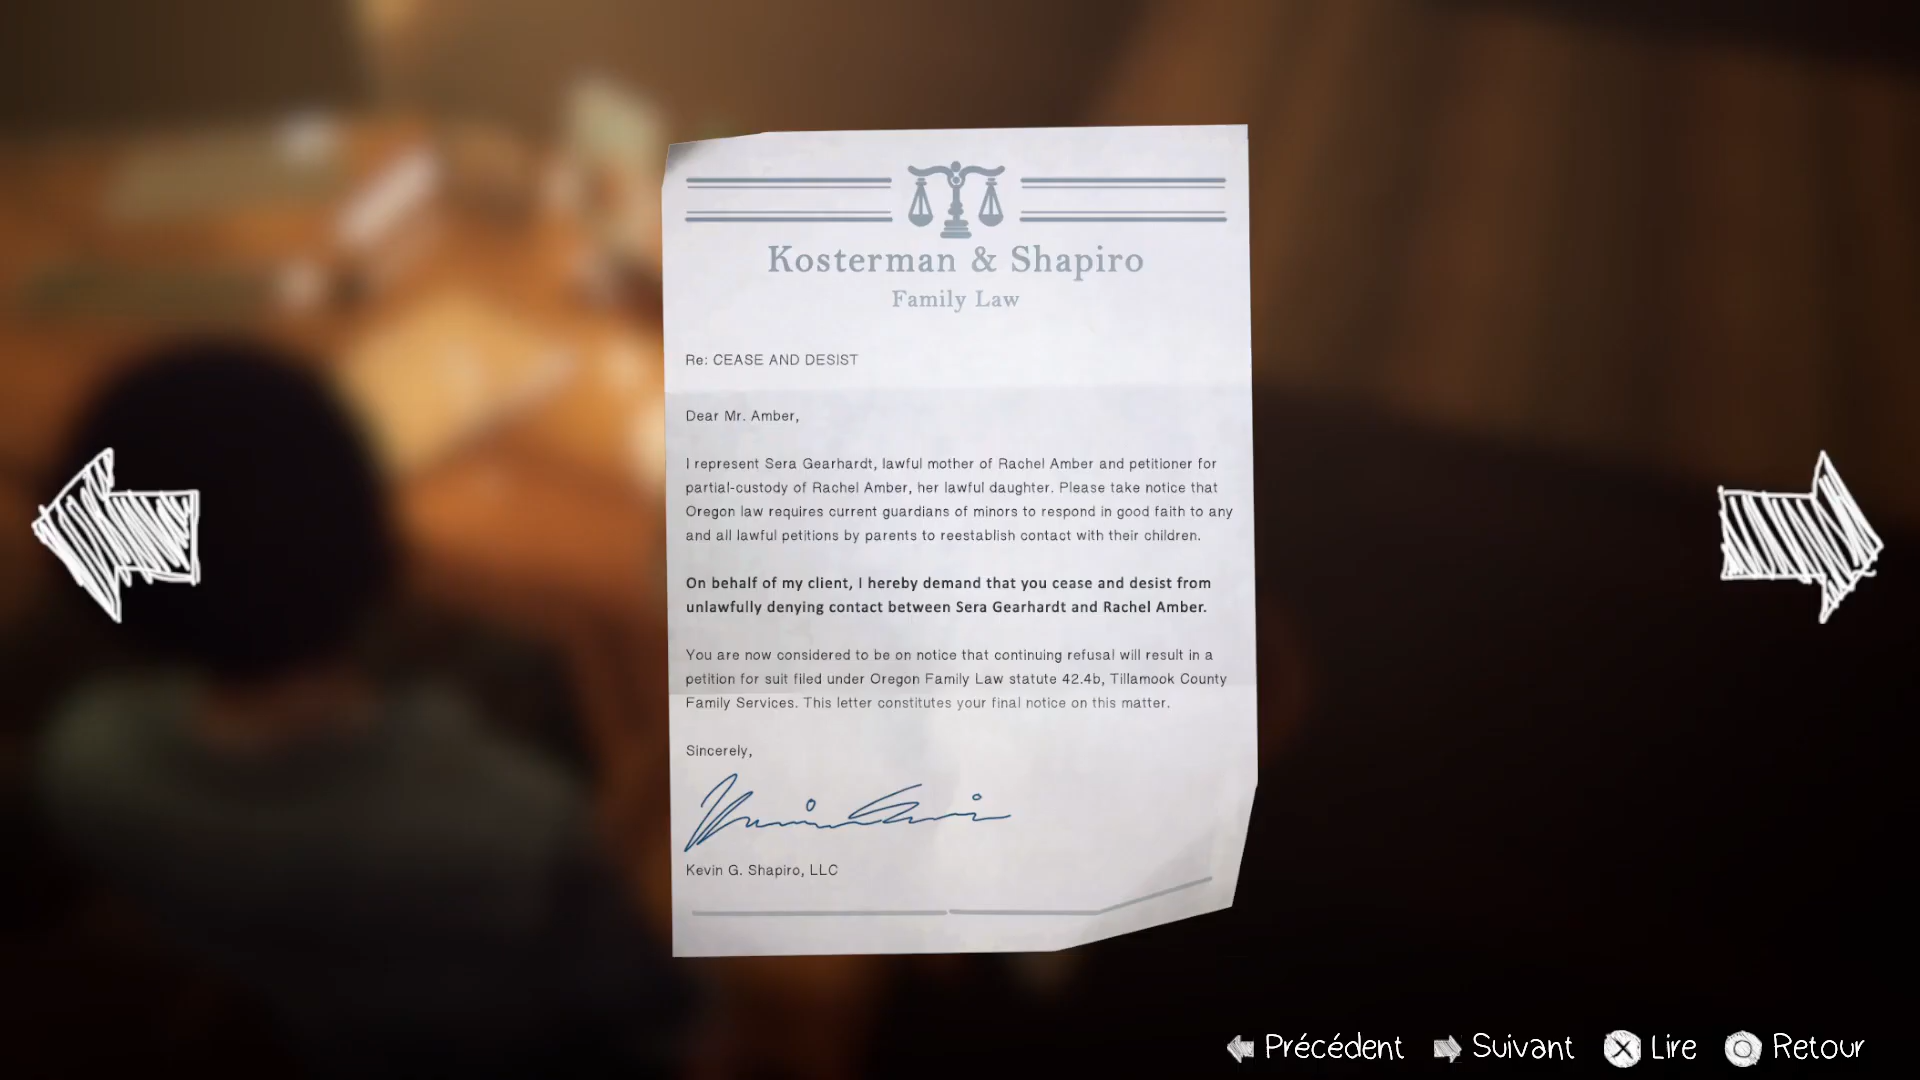 Kosterman & Shapiro
Family Law
Re: CEASE AND DESIST
Dear Mr. Amber,
I represent Sera Gearhardt, lawful mother of Rachel Amber and petitioner for
partial-custody of Rachel Amber, her lawful daughter. Please take notice that
Oregon law requires current guardians of minors to respond in good faith to any
and all lawful petitions by parents to reestablish contact with their children.
On behalf of my client, I hereby demand that you cease and desist from
unlawfully denying contact between Sera Gearhardt and Rachel Amber.
You are now considered to be on notice that continuing refusal will result in a
petition for suit filed under Oregon Family Law statute 42.4b, Tillamook County
Family Services. This letter constitutes your final notice on this matter.
Sincerely,
Kevin G. Shapiro, LLC
Précédent Suivant Lire Retour